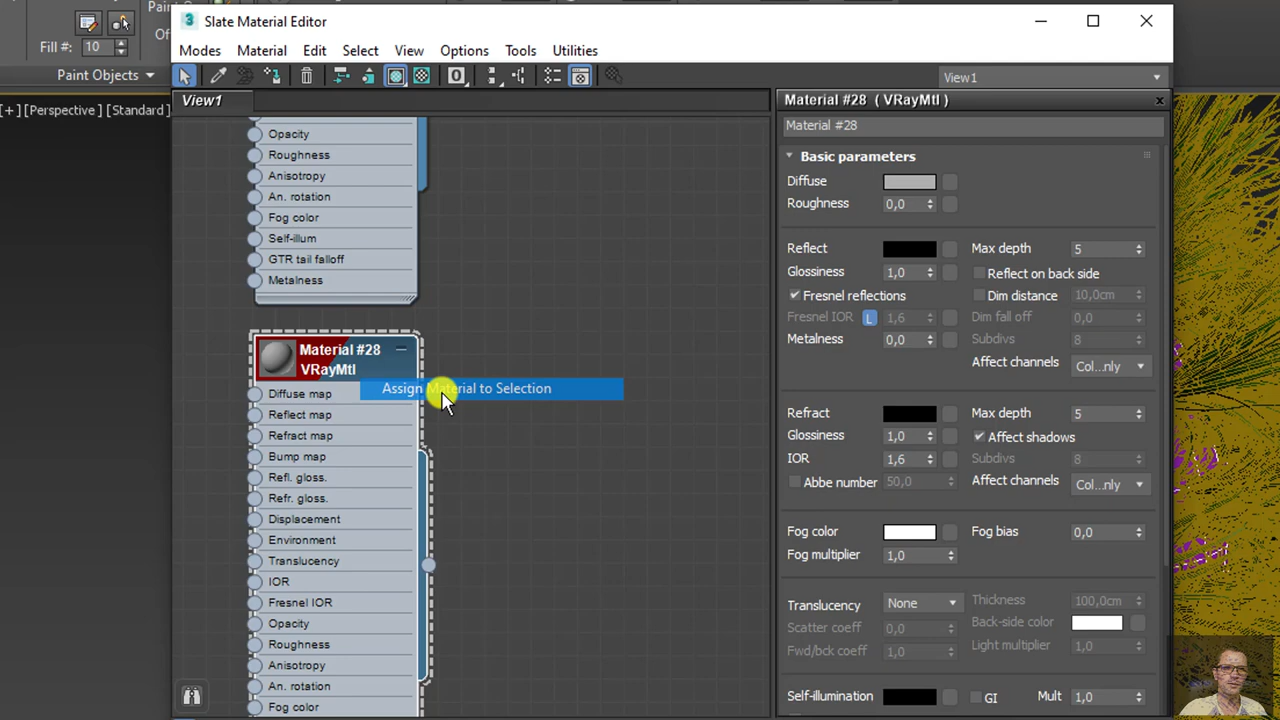 Paint O
Of
Fill #: 10
Paint Objects
[+] [Perspective] [Standard
3 Slate Material Editor
Modes Material Edit Select View Options Tools Utilities
View1
View1
Opacity
Roughness
Anisotropy
An. rotation
Fog color
Self-illum
GTR tail falloff
Metalness
Material #28
VRayMtl
Assign Material to Selection
Diffuse map
Reflect map
Refract map
Bump map
Refl. gloss.
Refr. gloss.
Displacement
Environment
Translucency
IOR
Fresnel IOR
Opacity
Roughness
Anisotropy
An. rotation
Fog color
Material #28 ( VRayMtl )
Material #28
Basic parameters
Diffuse
Roughness 0,0
Reflect Max depth 5
Glossiness 1,0 Reflect on back side
Fresnel reflections Dim distance 10,0cm
Fresnel IOR L 1,6 Dim fall off 0,0
Metalness 0,0 Subdivs 8
Affect channels Col...nly
Refract Max depth 5
Glossiness 1,0 Affect shadows
IOR 1,6 Subdivs 8
Abbe number 50,0 Affect channels Col...nly
Fog color Fog bias 0,0
Fog multiplier 1,0
Translucency None Thickness 100,0cm
Scatter coeff 0,0 Back-side color
Fwd/bck coeff 1,0 Light multiplier 1,0
Self-illumination GI Mult 1,0